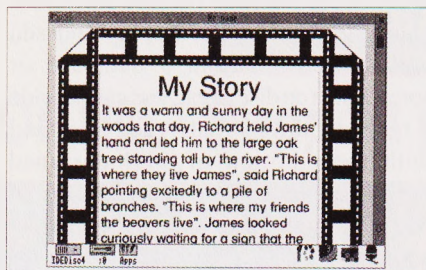 My Story
It was a warm and sunny day in the
woods that day. Richard held James'
hand and led him to the large oak
tree standing tall by the river. "This is
where they live James", said Richard
pointing excitedly to a pile of
branches. "This is where my friends
the beavers live". James looked
curiously waiting for a sign that the
IDEDisc4 :0 Apps